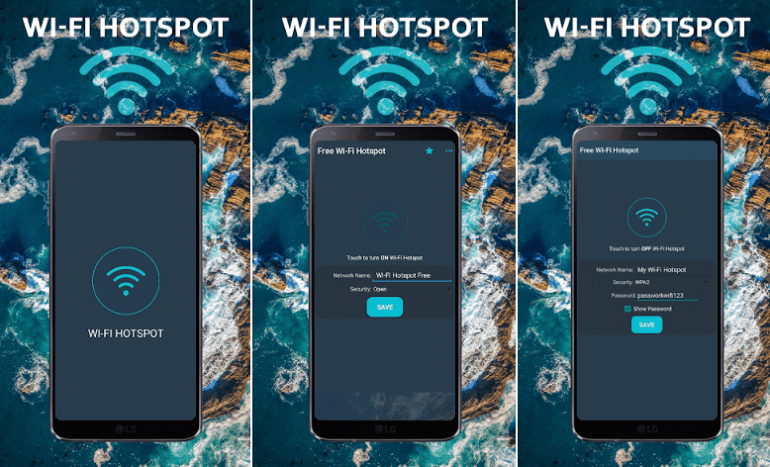 WI-FI HOTSPOT
WI-FI HOTSPOT
LG
WI-FI HOTSPOT
Free Wi-Fi Hotspot
Touch to turn ON Wi-Fi Hotspot
Network Name: Wi-Fi Hotspot Free
Security: Open
SAVE
LG
WI-FI HOTSPOT
Free Wi-Fi Hotspot
Touch to turn OFF Wi-Fi Hotspot
Network Name: My Wi-Fi Hotspot
Security: WPA2
Password: passworkwifi123
Show Password
SAVE
LG